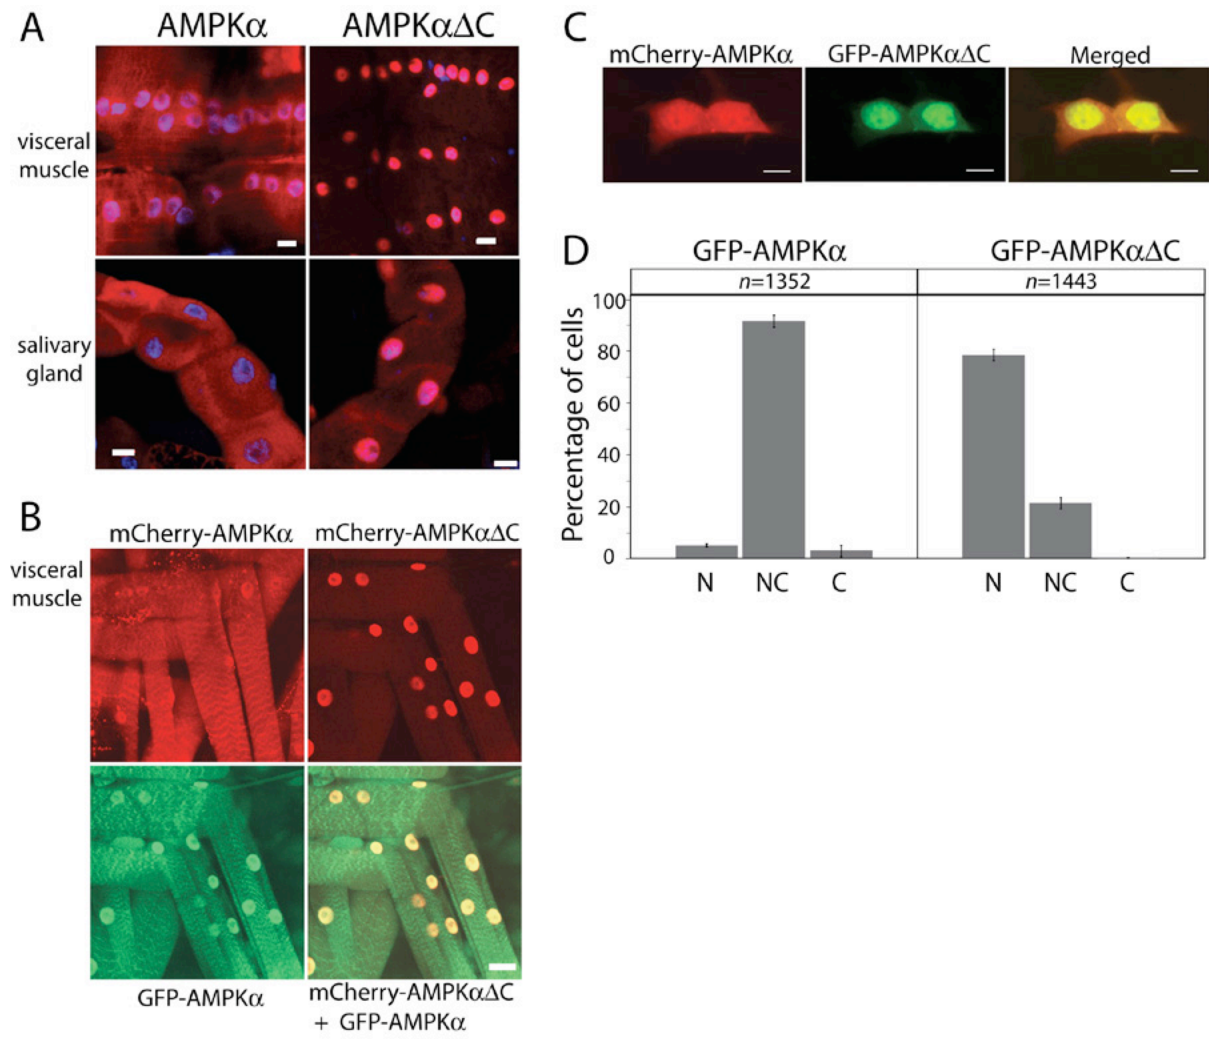 A
AMPKα
AMPKαΔC
visceral
muscle
salivary
gland
B
mCherry-AMPKα
mCherry-AMPKαΔC
visceral
muscle
GFP-AMPKα
mCherry-AMPKαΔC
+ GFP-AMPKα
C
mCherry-AMPKα
GFP-AMPKαΔC
Merged
D
GFP-AMPKα
GFP-AMPKαΔC
n=1352
n=1443
Percentage of cells
100
80
60
40
20
0
N
NC
C
N
NC
C